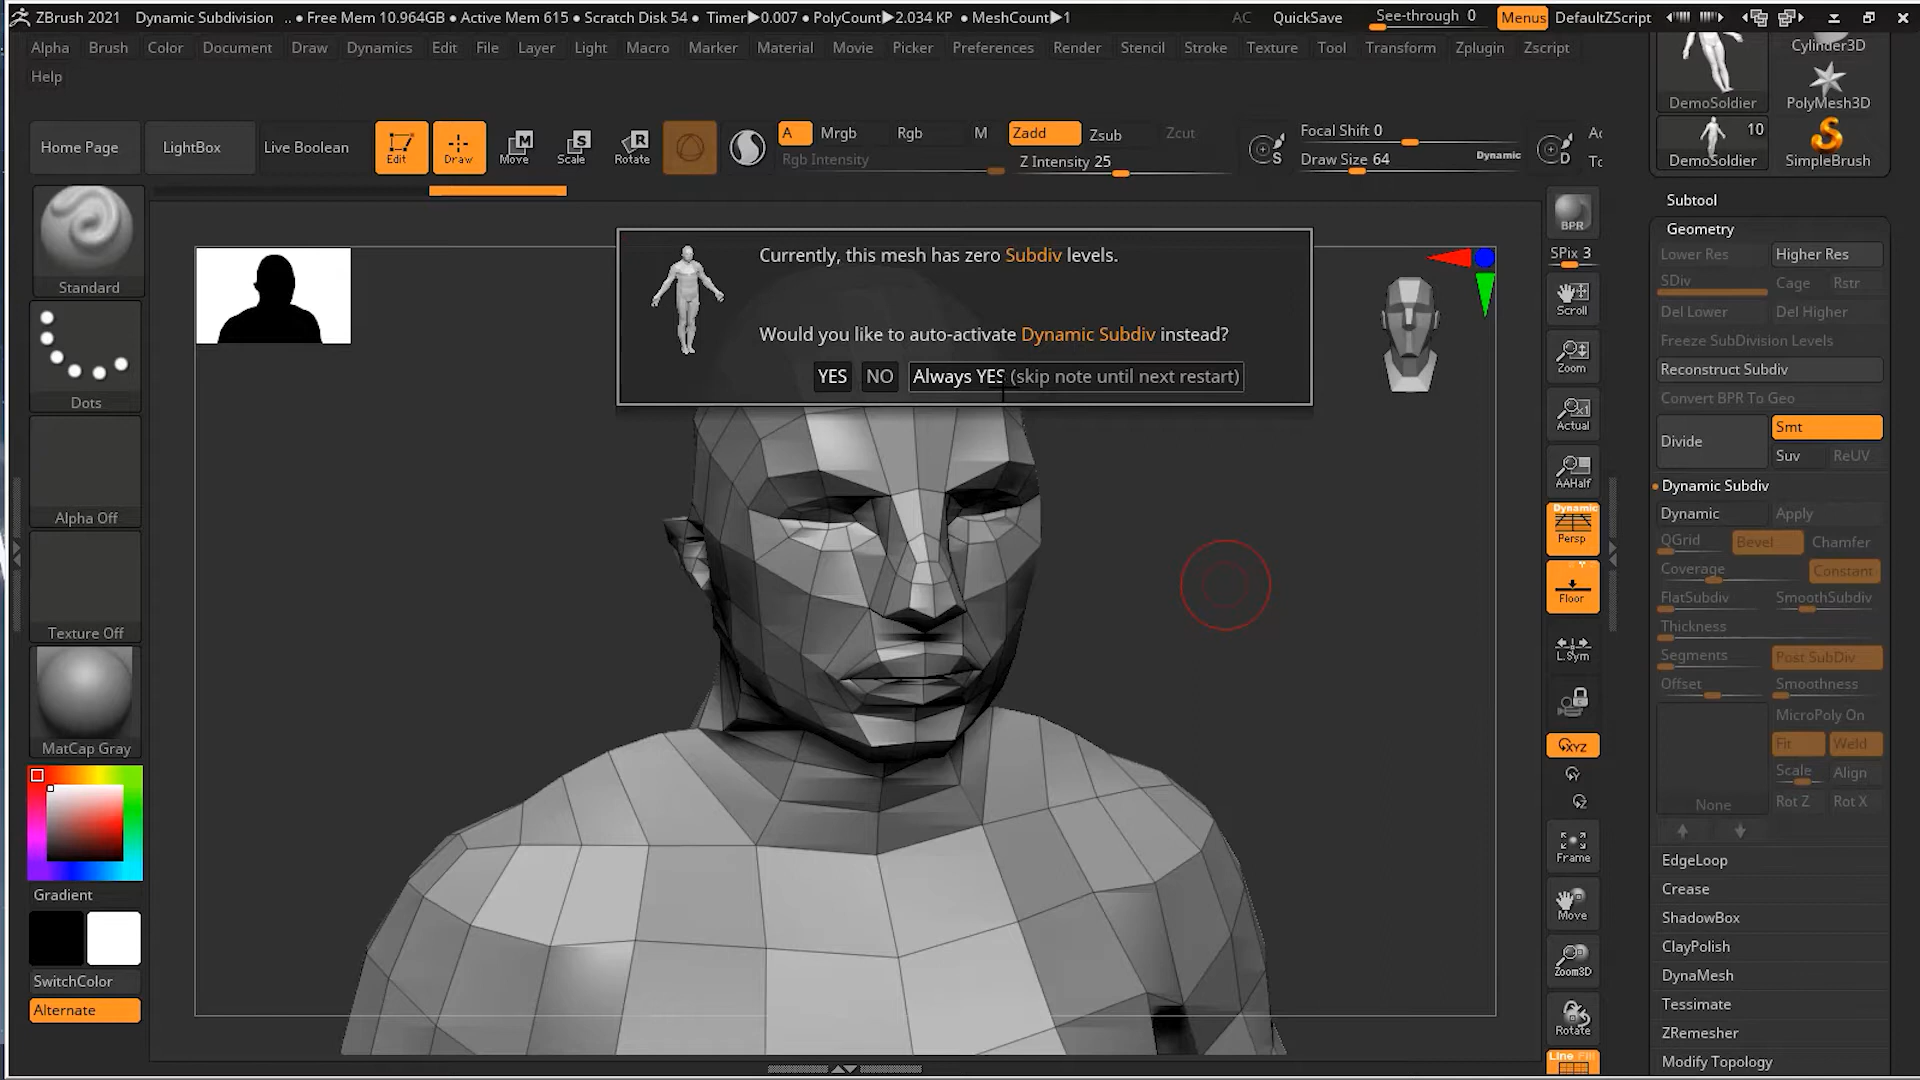 ZBrush 2021 Dynamic Subdivision .. • Free Mem 10.964GB • Active Mem 615 • Scratch Disk 54 • Timer▶0.007 • PolyCount▶2.034 KP • MeshCount▶1 AC QuickSave See-through 0 Menus DefaultZScript
Alpha Brush Color Document Draw Dynamics Edit File Layer Light Macro Marker Material Movie Picker Preferences Render Stencil Stroke Texture Tool Transform Zplugin Zscript
Help
Home Page LightBox Live Boolean Edit Draw Move Scale Rotate
A Mrgb Rgb M Zadd Zsub Zcut
Rgb Intensity Z Intensity 25
Focal Shift 0
Draw Size 64 Dynamic
S
D
Standard
Dots
Alpha Off
Texture Off
MatCap Gray
Gradient
SwitchColor
Alternate
Currently, this mesh has zero Subdiv levels.
Would you like to auto-activate Dynamic Subdiv instead?
YES NO Always YES (skip note until next restart)
BPR
SPix 3
Scroll
Zoom
Actual
AAHalf
Dynamic
Persp
Floor
L.Sym
XYZ
Y
Z
Frame
Move
Zoom3D
Rotate
Line Fill
Cylinder3D
DemoSoldier PolyMesh3D
10
DemoSoldier SimpleBrush
Subtool
Geometry
Lower Res Higher Res
SDiv Cage Rstr
Del Lower Del Higher
Freeze SubDivision Levels
Reconstruct Subdiv
Convert BPR To Geo
Divide Smt
Suv ReUV
Dynamic Subdiv
Dynamic Apply
QGrid Bevel Chamfer
Coverage Constant
FlatSubdiv SmoothSubdiv
Thickness
Segments Post SubDiv
Offset Smoothness
MicroPoly On
Fit Weld
Scale Align
None Rot Z Rot X
EdgeLoop
Crease
ShadowBox
ClayPolish
DynaMesh
Tessimate
ZRemesher
Modify Topology